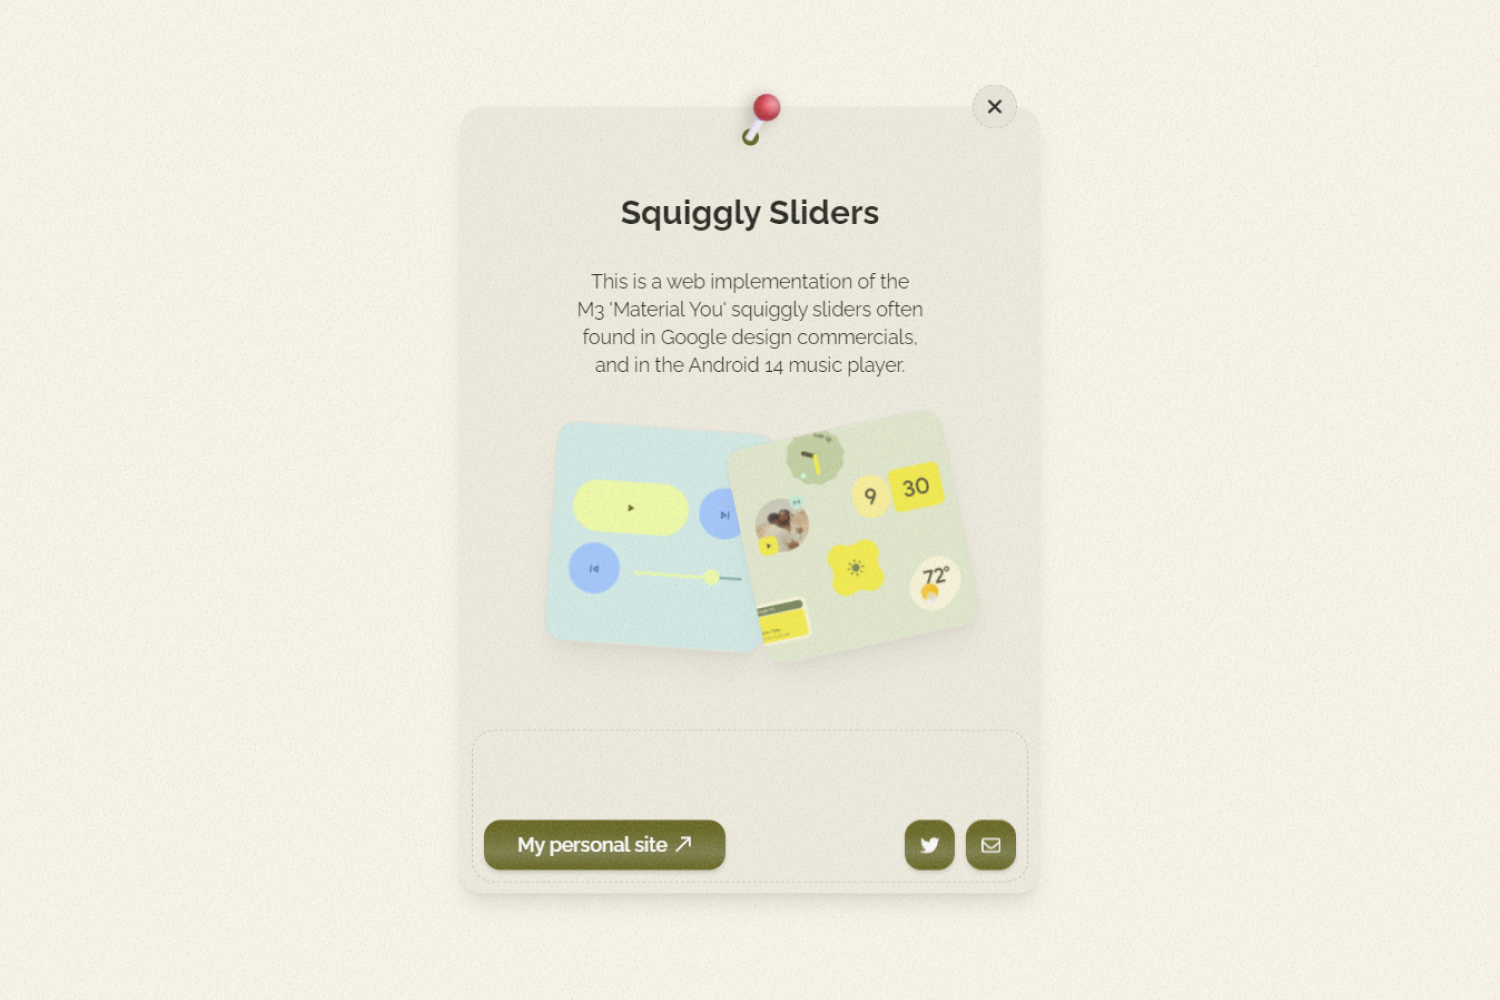 Squiggly Sliders
This is a web implementation of the
M3 'Material You' squiggly sliders often
found in Google design commercials,
and in the Android 14 music player.
9
30
72°
My personal site ↗